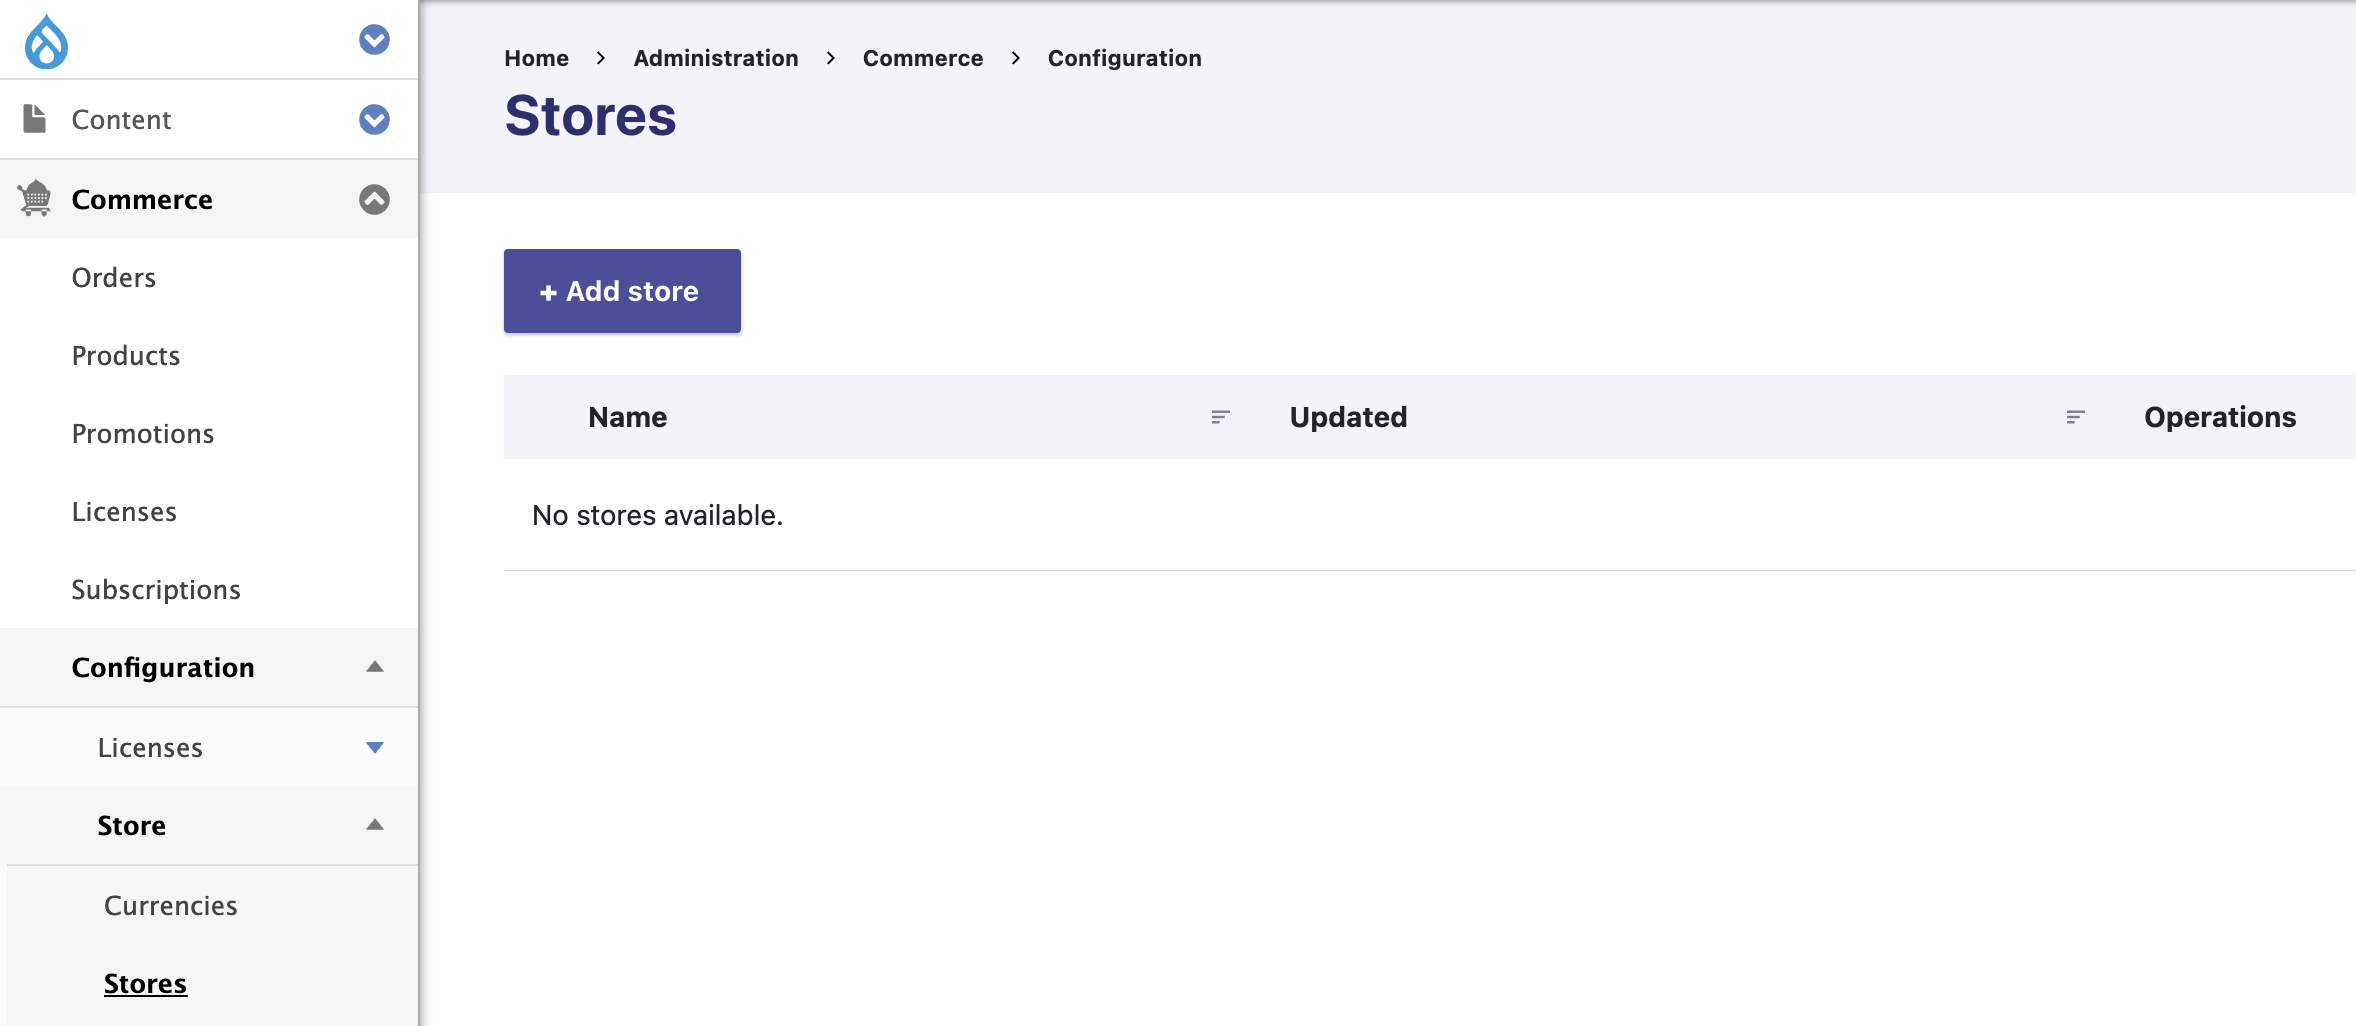 Content
Commerce
Orders
Products
Promotions
Licenses
Subscriptions
Configuration
Licenses
Store
Currencies
Stores
Home > Administration > Commerce > Configuration
Stores
+ Add store
Name Updated Operations
No stores available.